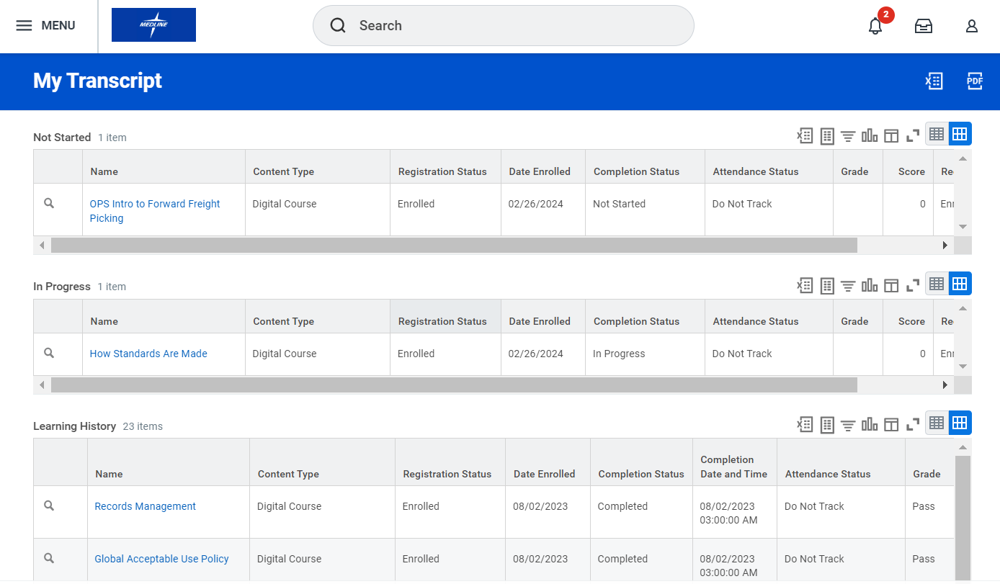 MENU
MEDLINE
Search
2
My Transcript
X
PDF
Not Started 1 item
X
Name Content Type Registration Status Date Enrolled Completion Status Attendance Status Grade Score Re
OPS Intro to Forward Freight Digital Course Enrolled 02/26/2024 Not Started Do Not Track 0 Enr
Picking
In Progress 1 item
X
Name Content Type Registration Status Date Enrolled Completion Status Attendance Status Grade Score Re
How Standards Are Made Digital Course Enrolled 02/26/2024 In Progress Do Not Track 0 Enr
Learning History 23 items
X
Completion
Name Content Type Registration Status Date Enrolled Completion Status Date and Time Attendance Status Grade
Records Management Digital Course Enrolled 08/02/2023 Completed 08/02/2023 Do Not Track Pass
03:00:00 AM
Global Acceptable Use Policy Digital Course Enrolled 08/02/2023 Completed 08/02/2023 Do Not Track Pass
03:00:00 AM